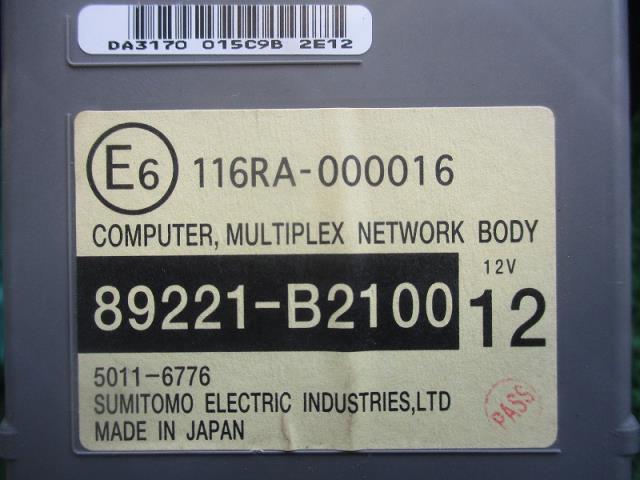 DA3170 015C9B 2E12
E6 116RA-000016
COMPUTER, MULTIPLEX NETWORK BODY
89221-B2100
12V
12
5011-6776
SUMITOMO ELECTRIC INDUSTRIES,LTD
MADE IN JAPAN
PASS